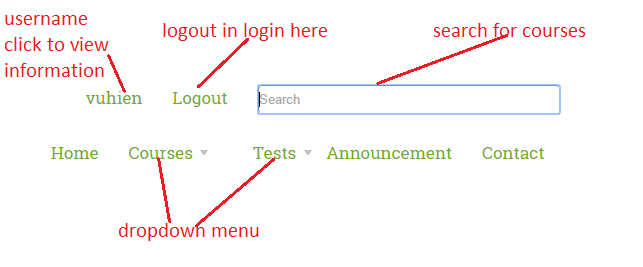 username
click to view
information
logout in login here
search for courses
vuhien
Logout
Search
Home
Courses
Tests
Announcement
Contact
dropdown menu